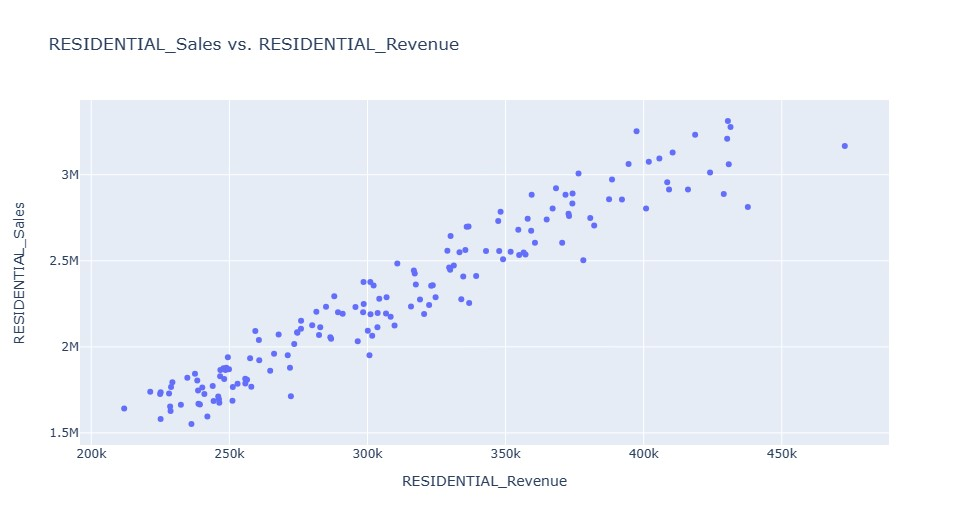 RESIDENTIAL_Sales vs. RESIDENTIAL_Revenue
3M
2.5M
2M
1.5M
RESIDENTIAL_Sales
200k 250k 300k 350k 400k 450k
RESIDENTIAL_Revenue